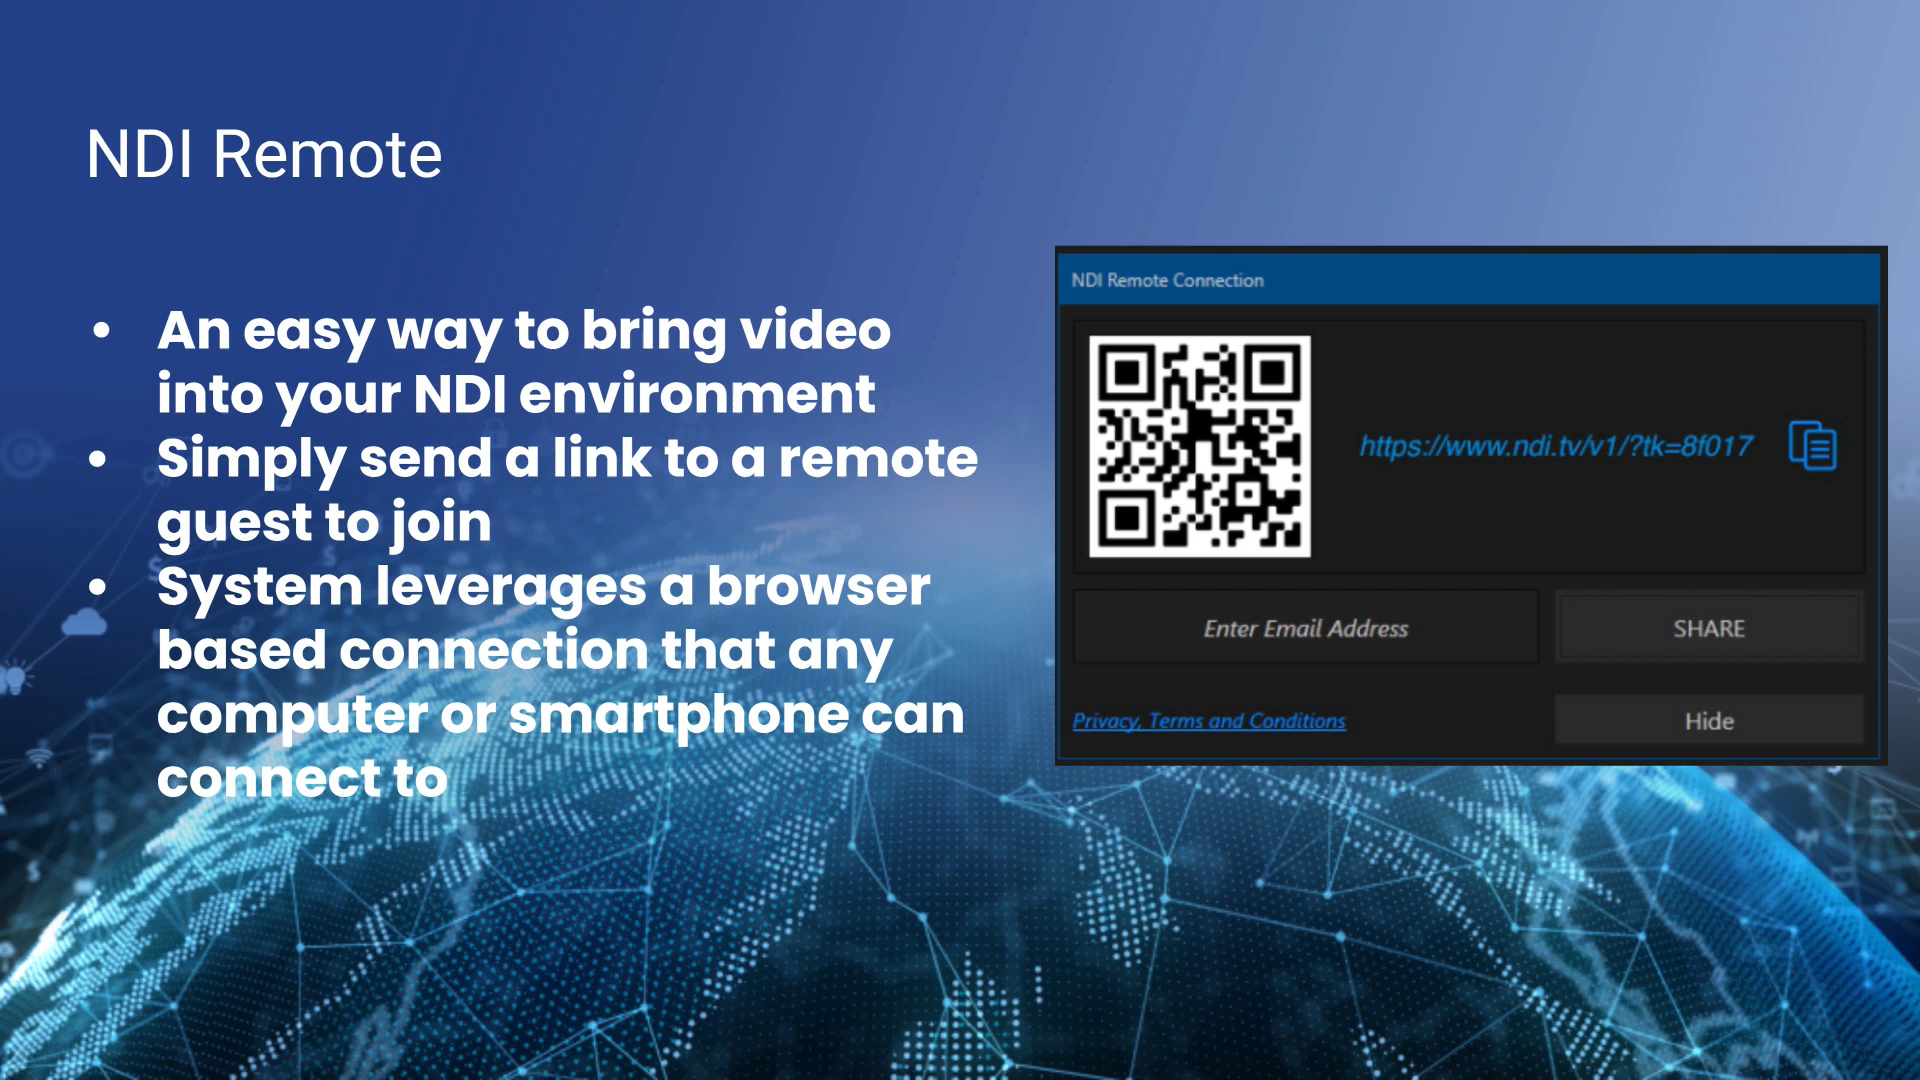 NDI Remote
• An easy way to bring video
into your NDI environment
• Simply send a link to a remote
guest to join
• System leverages a browser
based connection that any
computer or smartphone can
connect to
NDI Remote Connection
https://www.ndi.tv/v1/?tk=8f017
Enter Email Address
SHARE
Privacy, Terms and Conditions
Hide